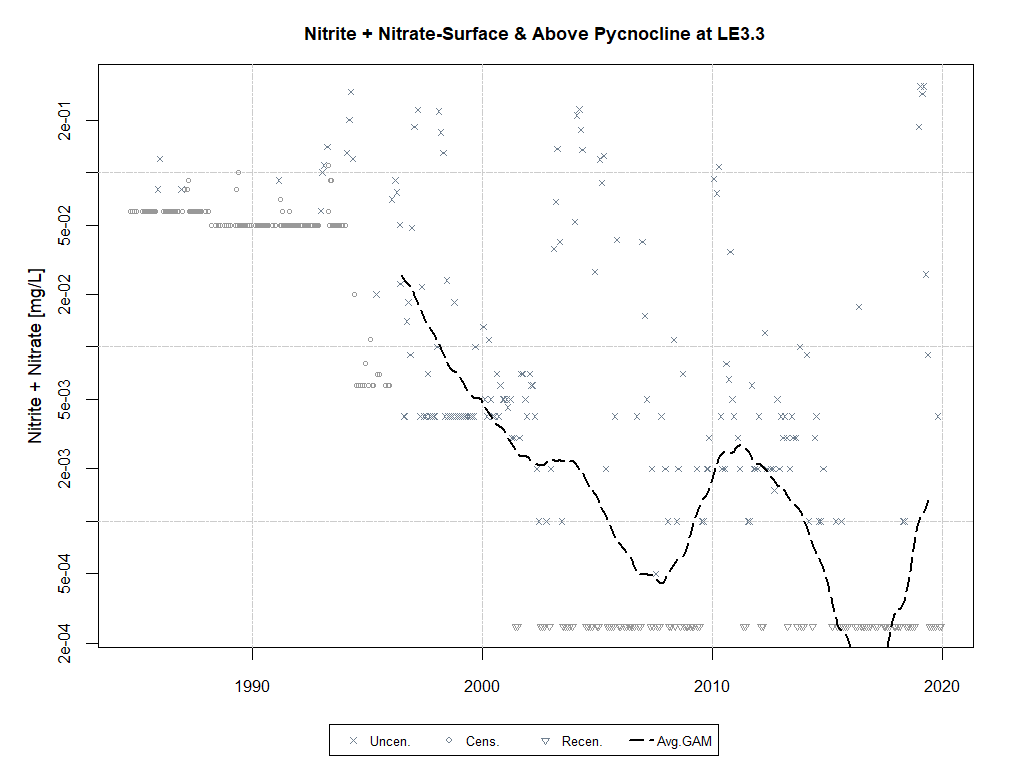 Nitrite + Nitrate-Surface & Above Pycnocline at LE3.3
Nitrite + Nitrate [mg/L]
2e-01
5e-02
2e-02
5e-03
2e-03
5e-04
2e-04
1990 2000 2010 2020
Uncen. Cens. Recen. Avg.GAM